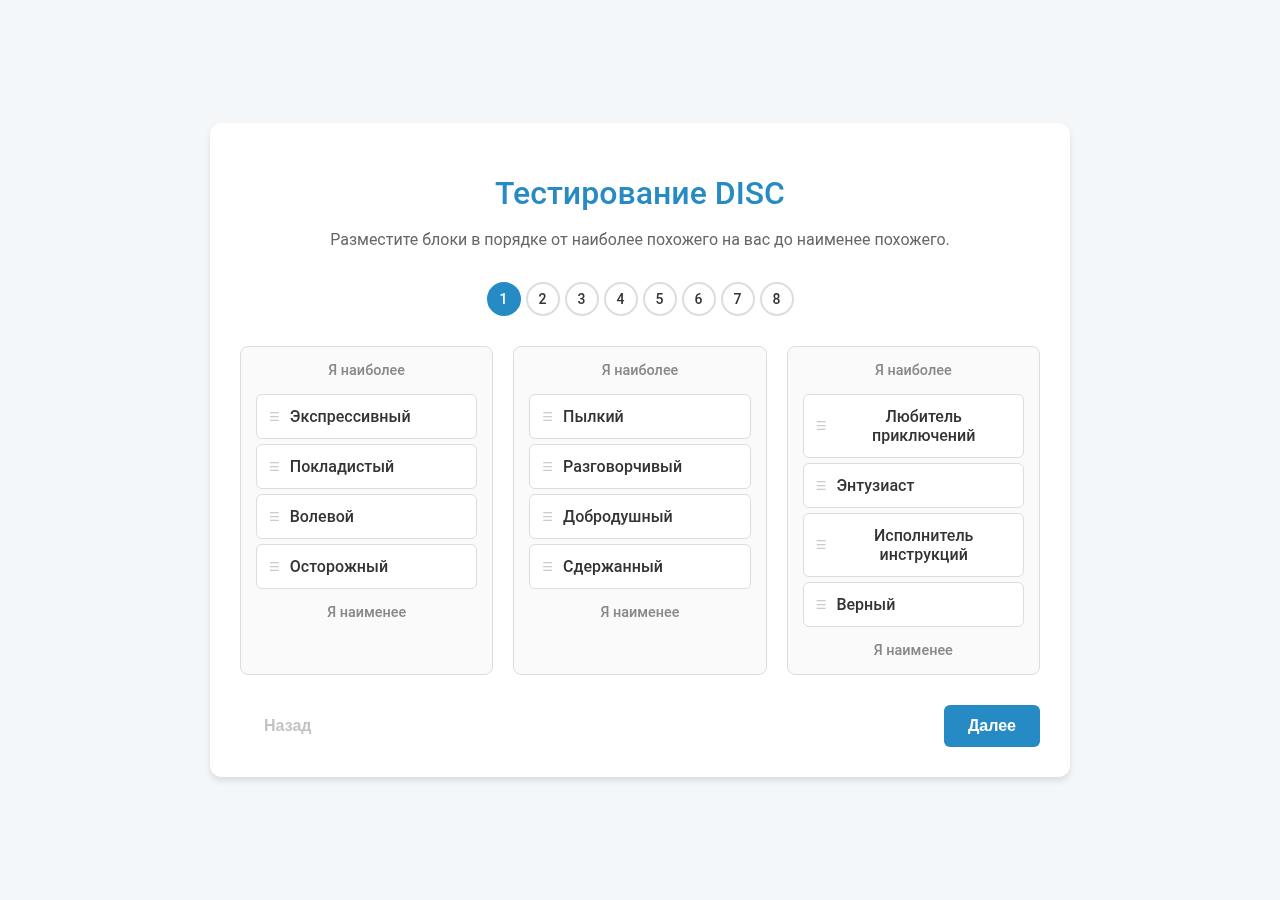 Тестирование DISC
Разместите блоки в порядке от наиболее похожего на вас до наименее похожего.
1 2 3 4 5 6 7 8
Я наиболее
Экспрессивный
Покладистый
Волевой
Осторожный
Я наименее
Я наиболее
Пылкий
Разговорчивый
Добродушный
Сдержанный
Я наименее
Я наиболее
Любитель
приключений
Энтузиаст
Исполнитель
инструкций
Верный
Я наименее
Назад
Далее